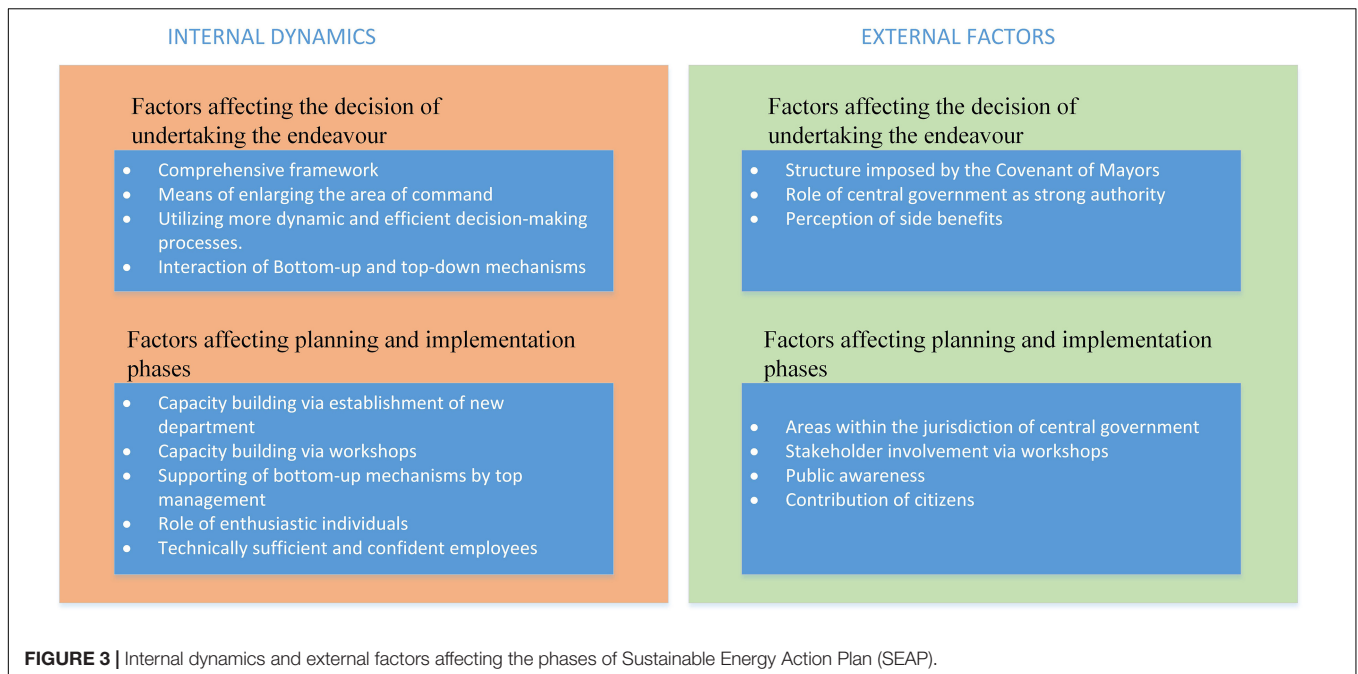 INTERNAL DYNAMICS
Factors affecting the decision of
undertaking the endeavour
• Comprehensive framework
• Means of enlarging the area of command
• Utilizing more dynamic and efficient decision-making
processes.
• Interaction of Bottom-up and top-down mechanisms
Factors affecting planning and implementation
phases
• Capacity building via establishment of new
department
• Capacity building via workshops
• Supporting of bottom-up mechanisms by top
management
• Role of enthusiastic individuals
• Technically sufficient and confident employees
EXTERNAL FACTORS
Factors affecting the decision of
undertaking the endeavour
• Structure imposed by the Covenant of Mayors
• Role of central government as strong authority
• Perception of side benefits
Factors affecting planning and implementation
phases
• Areas within the jurisdiction of central government
• Stakeholder involvement via workshops
• Public awareness
• Contribution of citizens
FIGURE 3 | Internal dynamics and external factors affecting the phases of Sustainable Energy Action Plan (SEAP).